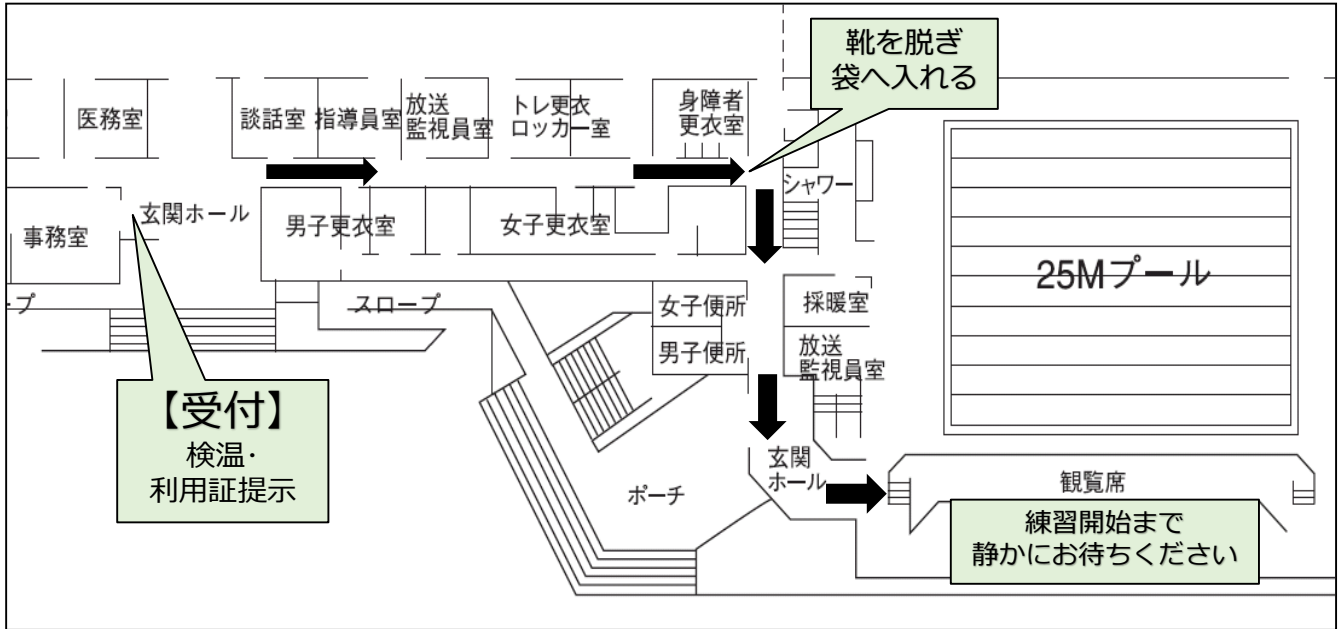 靴を脱ぎ
袋へ入れる
医務室
談話室
指導員室
放送
監視員室
トレ更衣
ロッカー室
身障者
更衣室
シャワー
事務室
玄関ホール
男子更衣室
女子更衣室
25Mプール
ープ
スロープ
女子便所
採暖室
男子便所
放送
監視員室
【受付】
検温・
利用証提示
ポーチ
玄関
ホール
観覧席
練習開始まで
静かにお待ちください